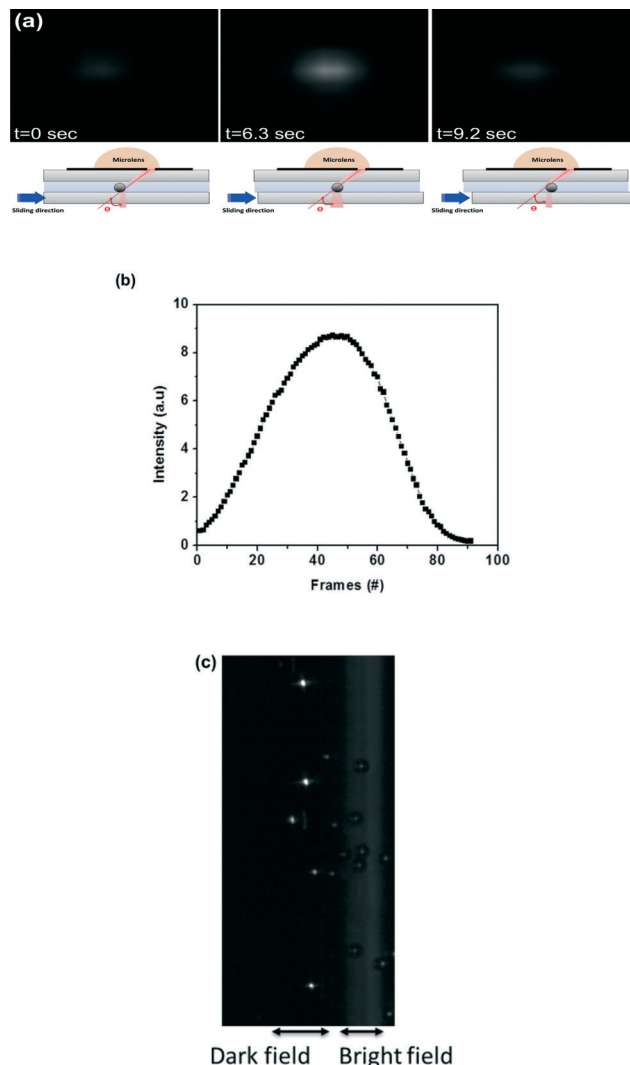 (a)
t=0 sec
t=6.3 sec
t=9.2 sec
Microlens
Microlens
Microlens
Sliding direction
θ
Sliding direction
θ
Sliding direction
θ
(b)
10
8
6
4
2
0
Intensity (a.u)
0 20 40 60 80 100
Frames (#)
(c)
Dark field Bright field